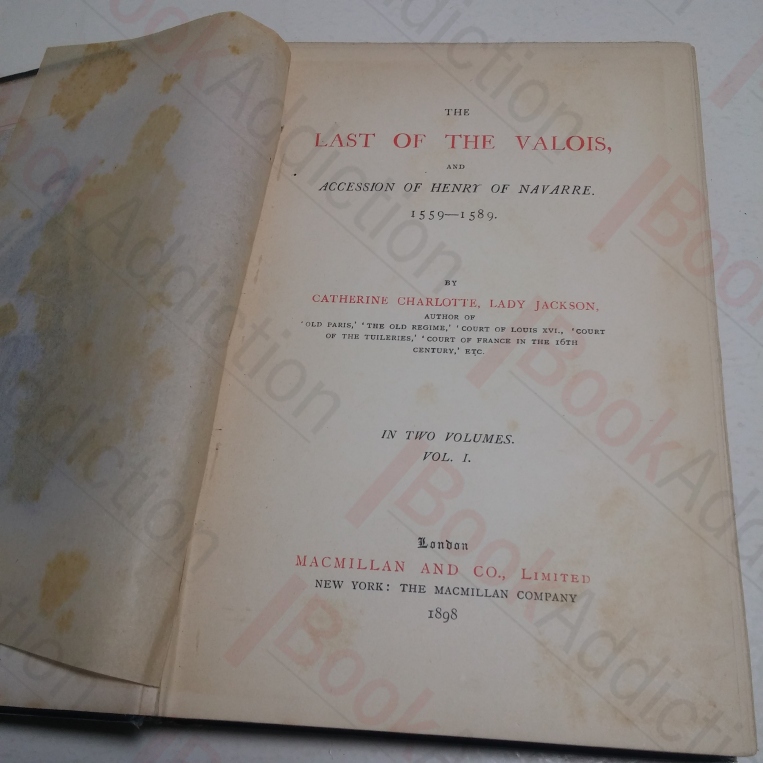 THE
LAST OF THE VALOIS,
AND
ACCESSION OF HENRY OF NAVARRE.
1559—1589.
BY
CATHERINE CHARLOTTE, LADY JACKSON,
AUTHOR OF
'OLD PARIS,' 'THE OLD REGIME,' 'COURT OF LOUIS XVI., 'COURT
OF THE TUILERIES,' 'COURT OF FRANCE IN THE 16TH
CENTURY,' ETC.
IN TWO VOLUMES.
VOL. I.
London
MACMILLAN AND CO., LIMITED
NEW YORK: THE MACMILLAN COMPANY
1898
BookAddiction